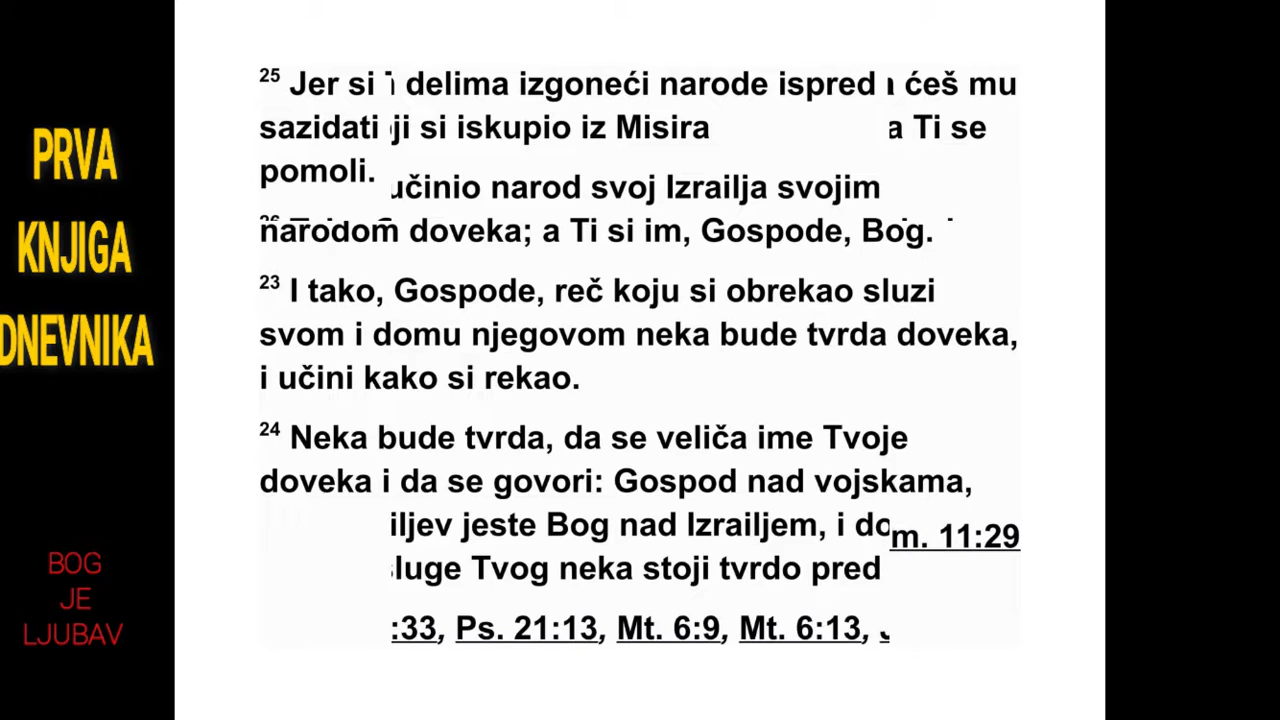 PRVA
KNJIGA
DNEVNIKA
BOG
JE
LJUBAV
25 Jer si delima izgoneći narode ispred ćeš mu
sazidati si iskupio iz Misira a Ti se
pomoli.
učinio narod svoj Izrailja svojim
narodom doveka; a Ti si im, Gospode, Bog.
23 I tako, Gospode, reč koju si obrekao sluzi
svom i domu njegovom neka bude tvrda doveka,
i učini kako si rekao.
24 Neka bude tvrda, da se veliča ime Tvoje
doveka i da se govori: Gospod nad vojskama,
iljev jeste Bog nad Izrailjem, i
m. 11:29
luge Tvog neka stoji tvrdo pred
:33, Ps. 21:13, Mt. 6:9, Mt. 6:13,